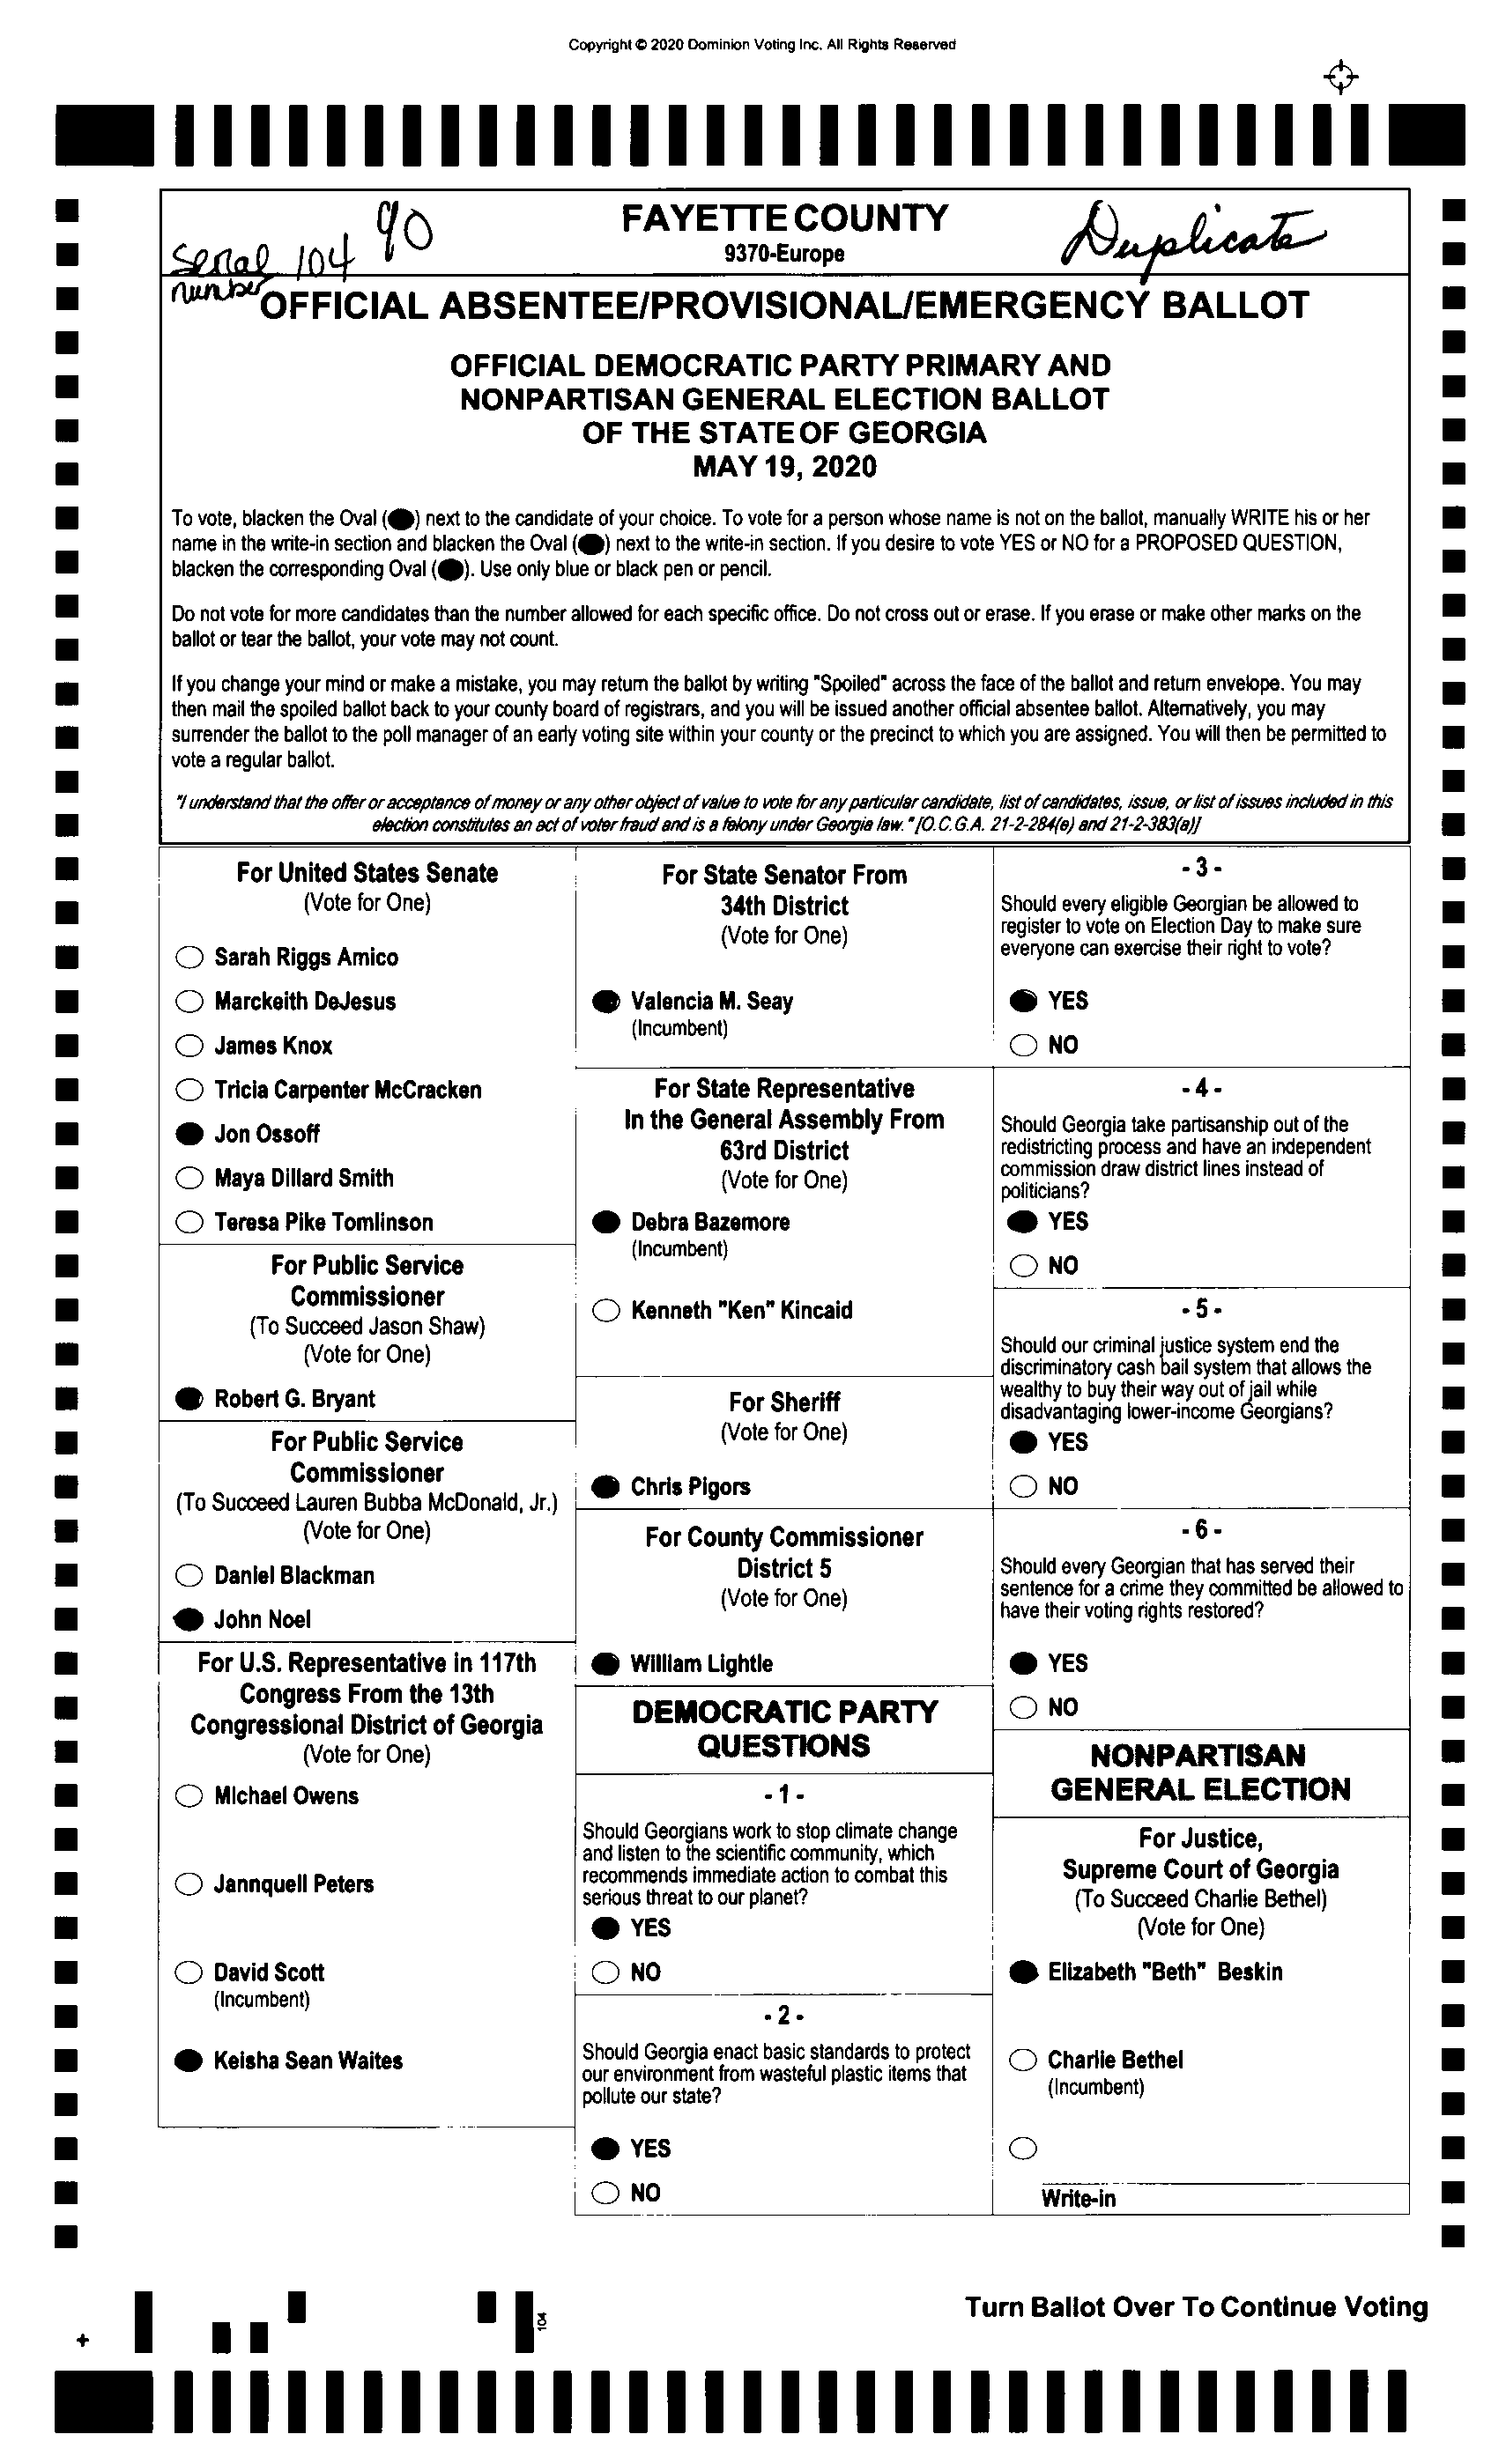 Copyright © 2020 Dominion Voting Inc. All Rights Reserved
Serial 104 90
number
FAYETTE COUNTY
9370-Europe
Duplicate
OFFICIAL ABSENTEE/PROVISIONAL/EMERGENCY BALLOT
OFFICIAL DEMOCRATIC PARTY PRIMARY AND
NONPARTISAN GENERAL ELECTION BALLOT
OF THE STATE OF GEORGIA
MAY 19, 2020
To vote, blacken the Oval (●) next to the candidate of your choice. To vote for a person whose name is not on the ballot, manually WRITE his or her
name in the write-in section and blacken the Oval (●) next to the write-in section. If you desire to vote YES or NO for a PROPOSED QUESTION,
blacken the corresponding Oval (●). Use only blue or black pen or pencil.
Do not vote for more candidates than the number allowed for each specific office. Do not cross out or erase. If you erase or make other marks on the
ballot or tear the ballot, your vote may not count.
If you change your mind or make a mistake, you may return the ballot by writing "Spoiled" across the face of the ballot and return envelope. You may
then mail the spoiled ballot back to your county board of registrars, and you will be issued another official absentee ballot. Alternatively, you may
surrender the ballot to the poll manager of an early voting site within your county or the precinct to which you are assigned. You will then be permitted to
vote a regular ballot.
"I understand that the offer or acceptance of money or any other object of value to vote for any particular candidate, list of candidates, issue, or list of issues included in this
election constitutes an act of voter fraud and is a felony under Georgia law." [O.C.G.A. 21-2-284(e) and 21-2-383(a)]
For United States Senate
(Vote for One)
Sarah Riggs Amico
Marckeith DeJesus
James Knox
Tricia Carpenter McCracken
Jon Ossoff
Maya Dillard Smith
Teresa Pike Tomlinson
For Public Service
Commissioner
(To Succeed Jason Shaw)
(Vote for One)
Robert G. Bryant
For Public Service
Commissioner
(To Succeed Lauren Bubba McDonald, Jr.)
(Vote for One)
Daniel Blackman
John Noel
For U.S. Representative in 117th
Congress From the 13th
Congressional District of Georgia
(Vote for One)
Michael Owens
Jannquell Peters
David Scott
(Incumbent)
Keisha Sean Waites
For State Senator From
34th District
(Vote for One)
Valencia M. Seay
(Incumbent)
For State Representative
In the General Assembly From
63rd District
(Vote for One)
Debra Bazemore
(Incumbent)
Kenneth "Ken" Kincaid
For Sheriff
(Vote for One)
Chris Pigors
For County Commissioner
District 5
(Vote for One)
William Lightle
DEMOCRATIC PARTY
QUESTIONS
- 1 -
Should Georgians work to stop climate change
and listen to the scientific community, which
recommends immediate action to combat this
serious threat to our planet?
YES
NO
- 2 -
Should Georgia enact basic standards to protect
our environment from wasteful plastic items that
pollute our state?
YES
NO
- 3 -
Should every eligible Georgian be allowed to
register to vote on Election Day to make sure
everyone can exercise their right to vote?
YES
NO
- 4 -
Should Georgia take partisanship out of the
redistricting process and have an independent
commission draw district lines instead of
politicians?
YES
NO
- 5 -
Should our criminal justice system end the
discriminatory cash bail system that allows the
wealthy to buy their way out of jail while
disadvantaging lower-income Georgians?
YES
NO
- 6 -
Should every Georgian that has served their
sentence for a crime they committed be allowed to
have their voting rights restored?
YES
NO
NONPARTISAN
GENERAL ELECTION
For Justice,
Supreme Court of Georgia
(To Succeed Charlie Bethel)
(Vote for One)
Elizabeth "Beth" Beskin
Charlie Bethel
(Incumbent)
Write-in
104
Turn Ballot Over To Continue Voting